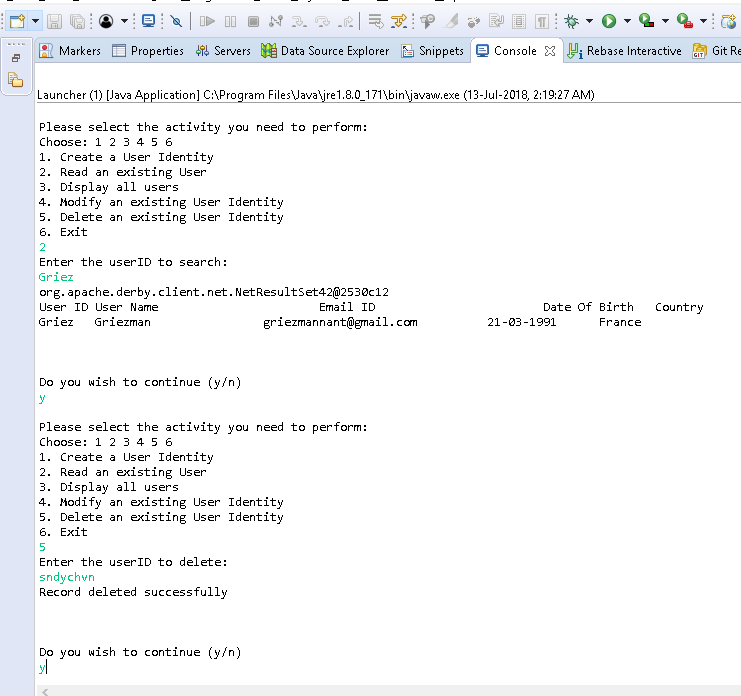 Markers Properties Servers Data Source Explorer Snippets Console Rebase Interactive Git Re
Launcher (1) [Java Application] C:\Program Files\Java\jre1.8.0_171\bin\javaw.exe (13-Jul-2018, 2:19:27 AM)
Please select the activity you need to perform:
Choose: 1 2 3 4 5 6
1. Create a User Identity
2. Read an existing User
3. Display all users
4. Modify an existing User Identity
5. Delete an existing User Identity
6. Exit
2
Enter the userID to search:
Griez
org.apache.derby.client.net.NetResultSet42@2530c12
User ID User Name Email ID Date Of Birth Country
Griez Griezman griezmannant@gmail.com 21-03-1991 France
Do you wish to continue (y/n)
y
Please select the activity you need to perform:
Choose: 1 2 3 4 5 6
1. Create a User Identity
2. Read an existing User
3. Display all users
4. Modify an existing User Identity
5. Delete an existing User Identity
6. Exit
5
Enter the userID to delete:
sndychvn
Record deleted successfully
Do you wish to continue (y/n)
y